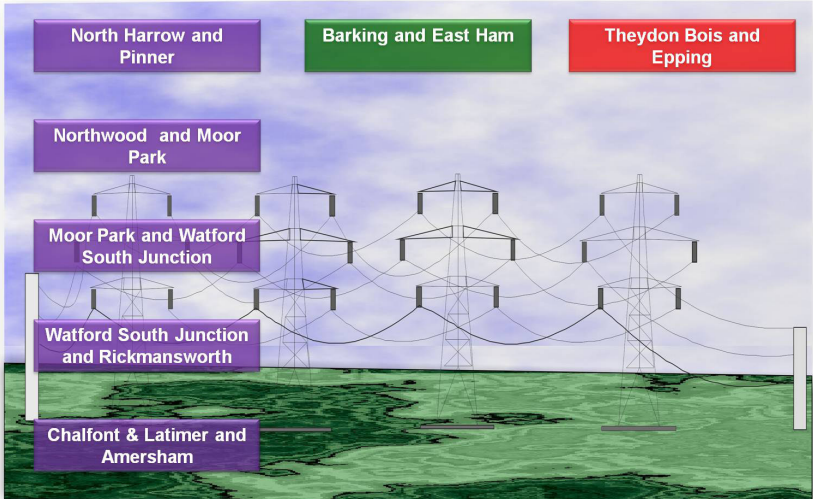 North Harrow and
Pinner
Barking and East Ham
Theydon Bois and
Epping
Northwood and Moor
Park
Moor Park and Watford
South Junction
Watford South Junction
and Rickmansworth
Chalfont & Latimer and
Amersham